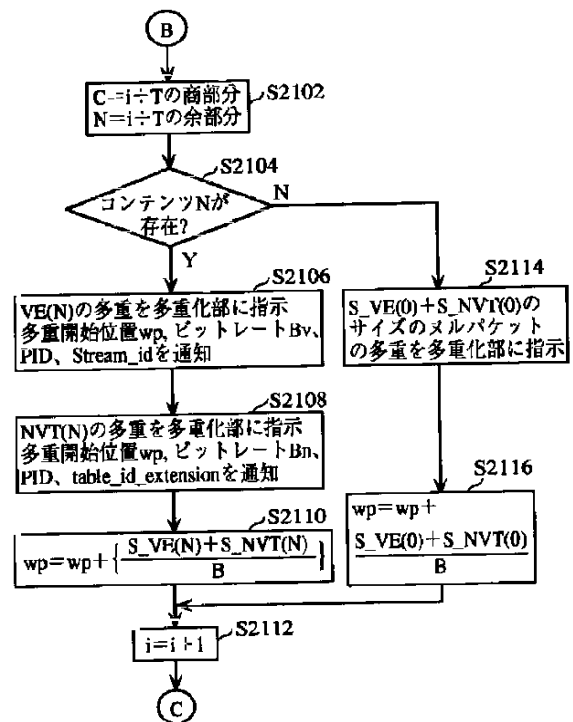 B
C=i÷Tの商部分
N=i÷Tの余部分
S2102
S2104
コンテンツNが
存在?
N
Y
S2106
VE(N)の多重を多重化部に指示
多重開始位置wp, ビットレートBv、
PID、Stream_idを通知
S2114
S_VE(0)+S_NVT(0)の
サイズのヌルパケット
の多重を多重化部に指示
S2108
NVT(N)の多重を多重化部に指示
多重開始位置wp, ビットレートBn、
PID、table_id_extensionを通知
S2110
wp=wp+{S_VE(N)+S_NVT(N)
B}
S2116
wp=wp+
S_VE(0)+S_NVT(0)
B
S2112
i=i+1
C